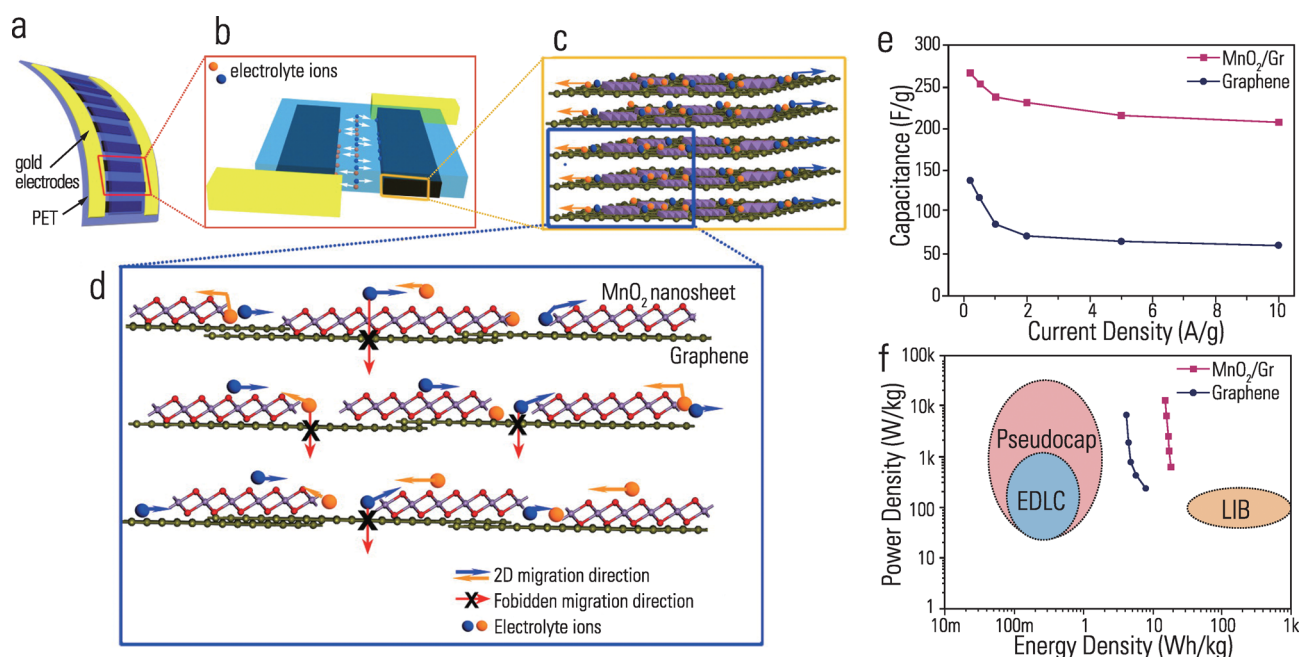 a
b
electrolyte ions
gold
electrodes
PET
c
d
MnO₂ nanosheet
Graphene
2D migration direction
Fobidden migration direction
Electrolyte ions
e
300
250
200
150
100
50
0
Capacitance (F/g)
MnO₂/Gr
Graphene
0
2
4
6
8
10
Current Density (A/g)
f
100k
10k
1k
100
10
1
Power Density (W/kg)
MnO₂/Gr
Graphene
Pseudocap
EDLC
LIB
10m
100m
1
10
100
1k
Energy Density (Wh/kg)